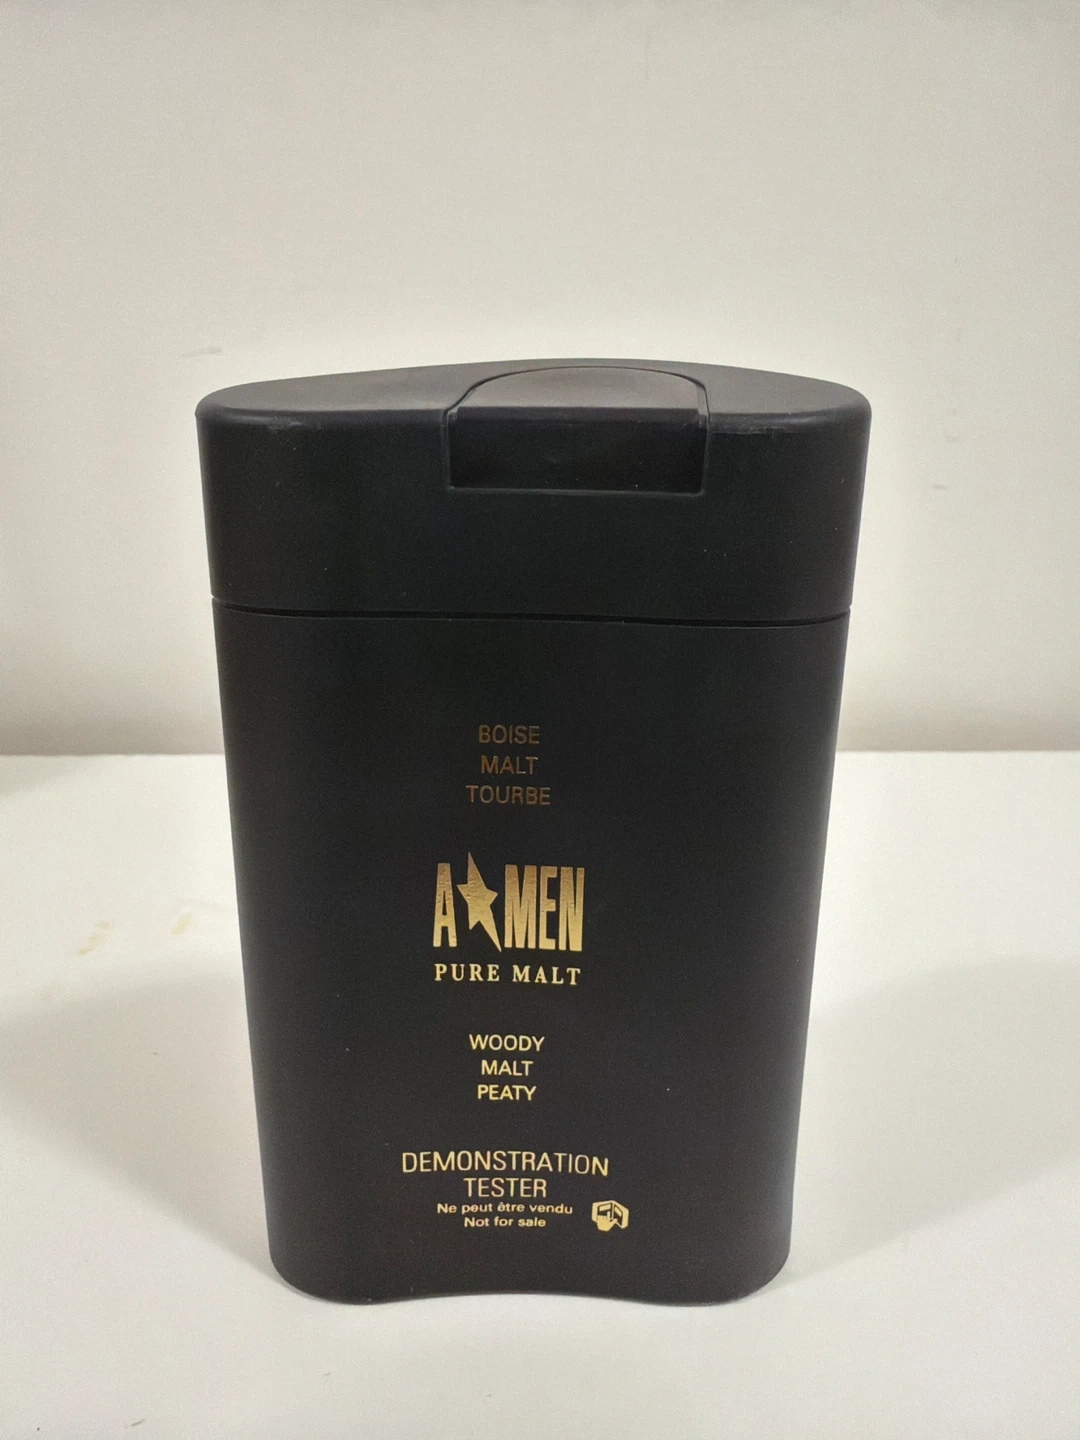 BOISE
MALT
TOURBE
A★MEN
PURE MALT
WOODY
MALT
PEATY
DEMONSTRATION
TESTER
Ne peut être vendu
Not for sale